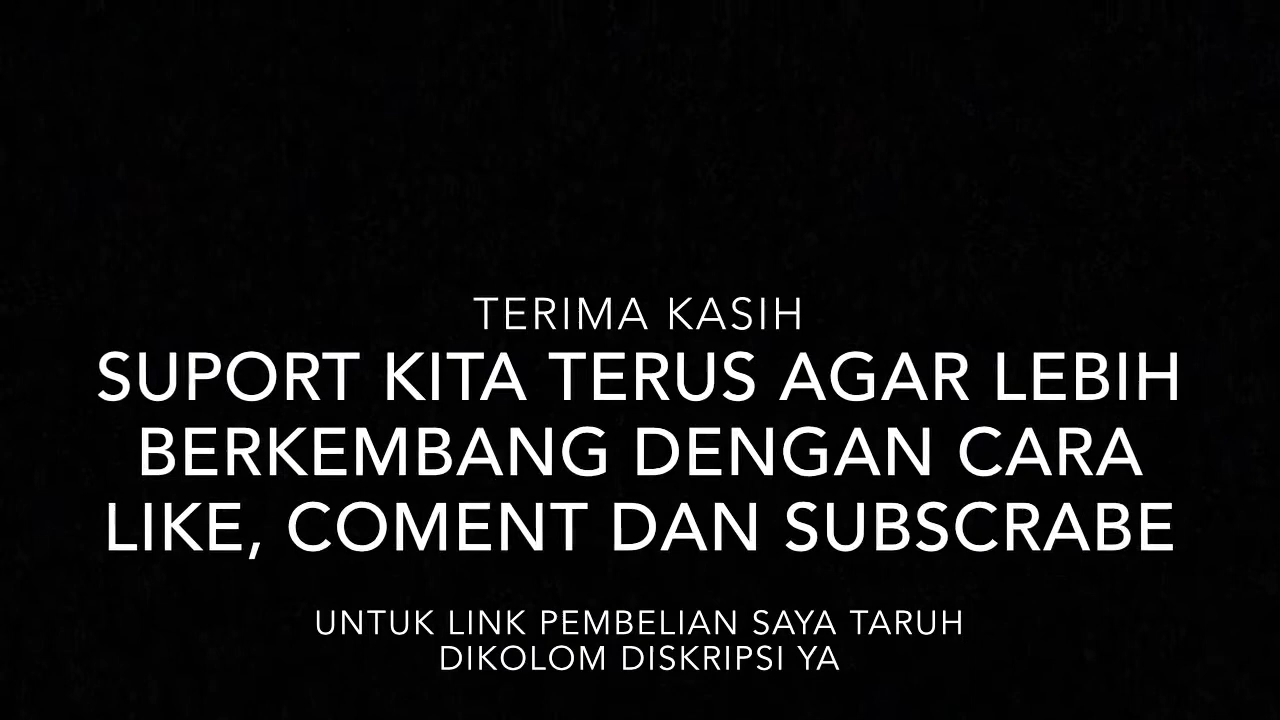 TERIMA KASIH
SUPORT KITA TERUS AGAR LEBIH
BERKEMBANG DENGAN CARA
LIKE, COMENT DAN SUBSCRABE
UNTUK LINK PEMBELIAN SAYA TARUH
DIKOLOM DISKRIPSI YA